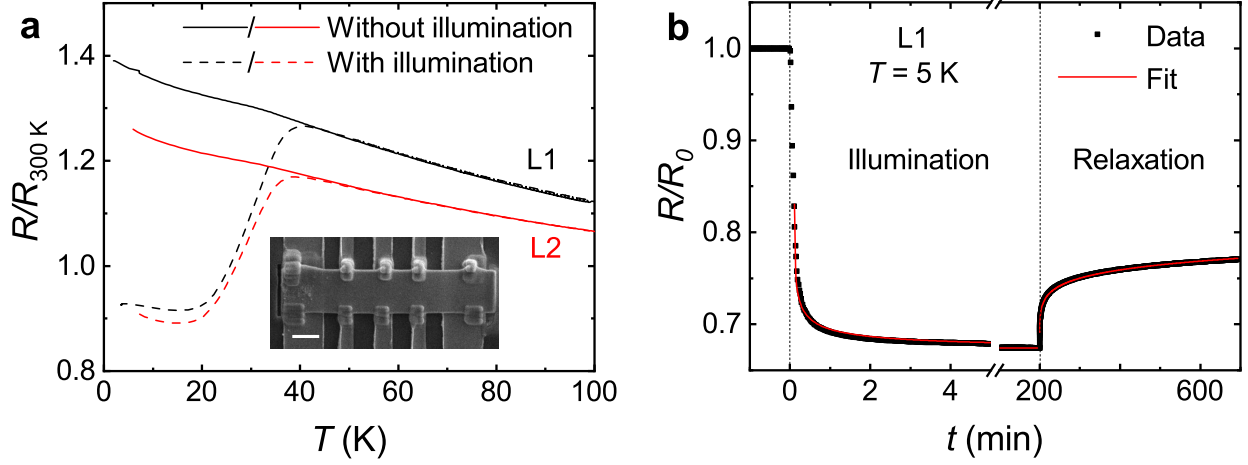 a
Without illumination
With illumination
1.4
1.2
1.0
0.8
R/R300 K
L1
L2
0 20 40 60 80 100
T (K)
b
L1
T = 5 K
Data
Fit
Illumination
Relaxation
1.0
0.9
0.8
0.7
R/R0
0 2 4 200 600
t (min)